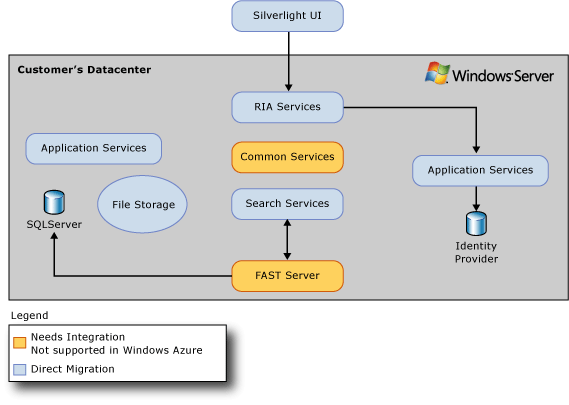 Silverlight UI
Customer's Datacenter
Windows Server
RIA Services
Application Services
Common Services
Application Services
File Storage
Search Services
SQLServer
Identity
Provider
FAST Server
Legend
Needs Integration
Not supported in Windows Azure
Direct Migration